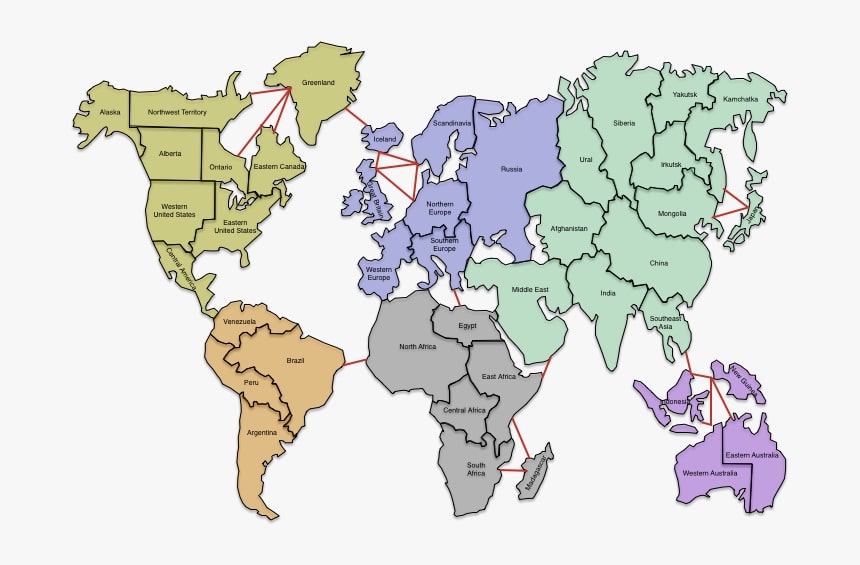 Greenland
Alaska
Northwest Territory
Alberta
Ontario
Eastern Canada
Western
United States
Eastern
United States
Central America
Venezuela
Brazil
Peru
Argentina
Iceland
Scandinavia
Great Britain
Russia
Northern
Europe
Southern
Europe
Western
Europe
North Africa
Egypt
East Africa
Central Africa
South
Africa
Madagascar
Yakutsk
Kamchatka
Siberia
Ural
Irkutsk
Mongolia
Japan
Afghanistan
China
Middle East
India
Southeast
Asia
Indonesia
New Guinea
Eastern Australia
Western Australia